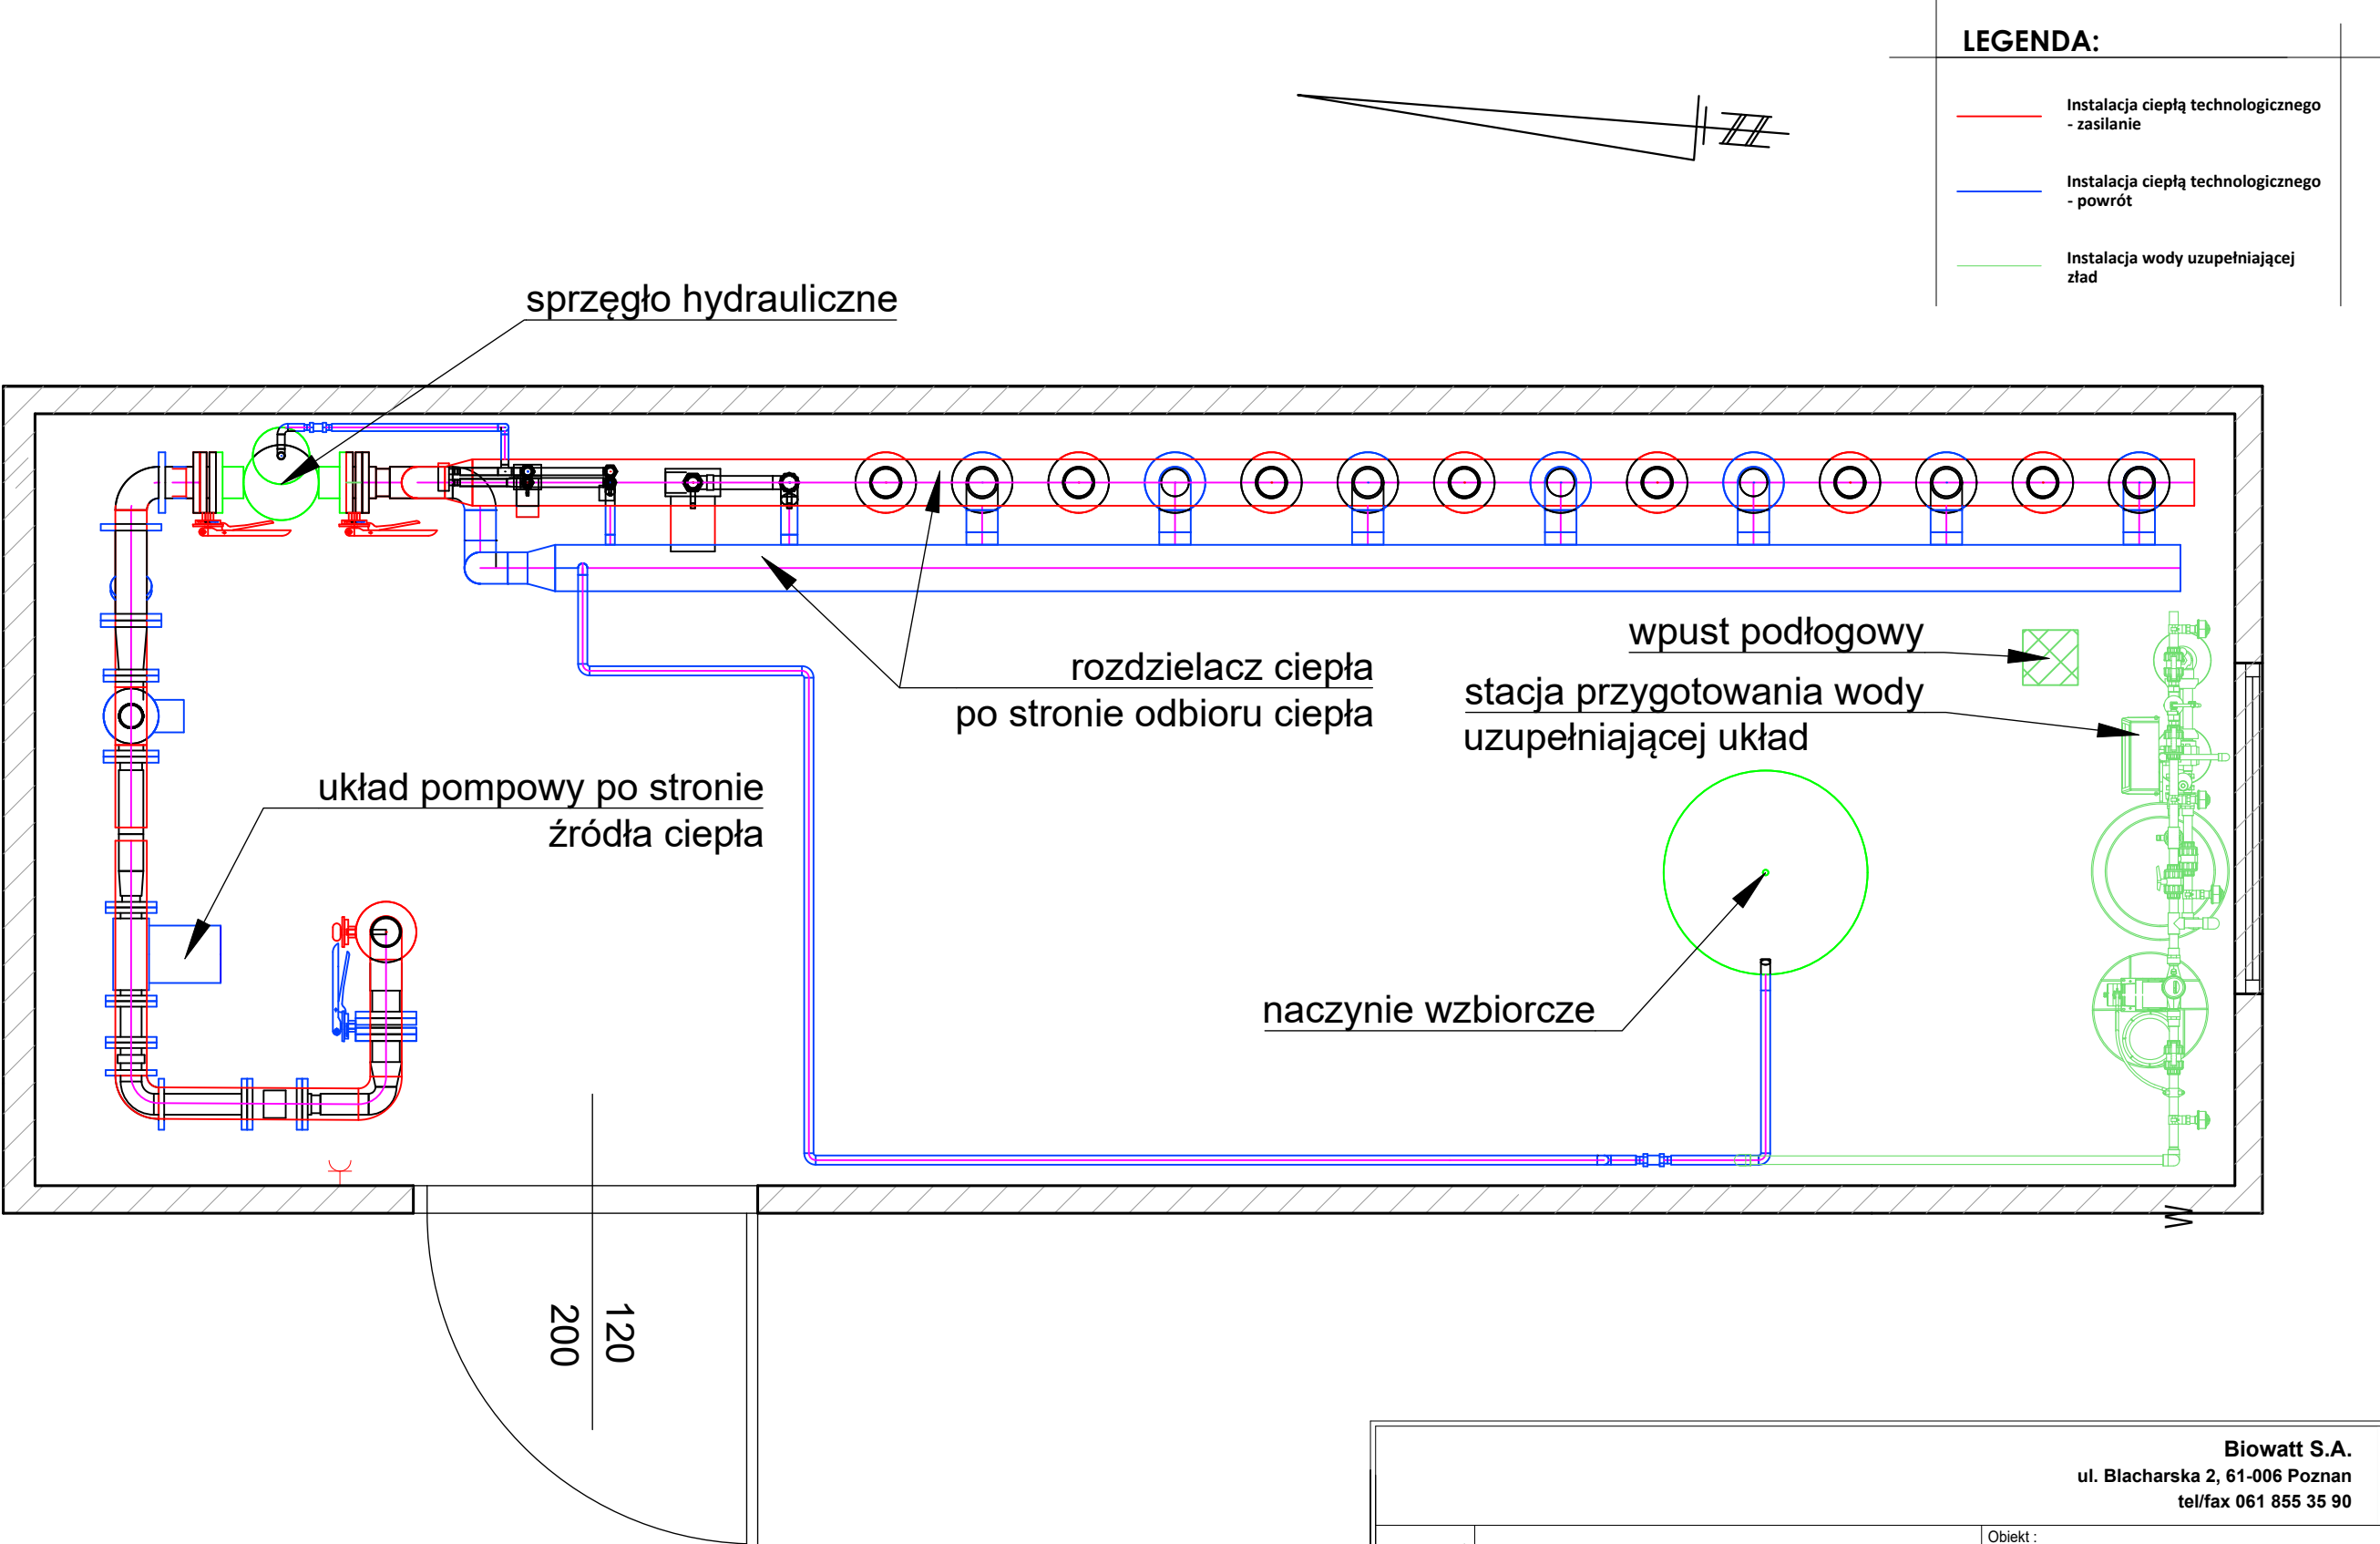 LEGENDA:
Instalacja ciepłą technologicznego
- zasilanie
Instalacja ciepłą technologicznego
- powrót
Instalacja wody uzupełniającej
zład
sprzęgło hydrauliczne
rozdzielacz ciepła
po stronie odbioru ciepła
wpust podłogowy
stacja przygotowania wody
uzupełniającej układ
układ pompowy po stronie
źródła ciepła
naczynie wzbiorcze
W
120
200
Biowatt S.A.
ul. Blacharska 2, 61-006 Poznan
tel/fax 061 855 35 90
Obiekt :